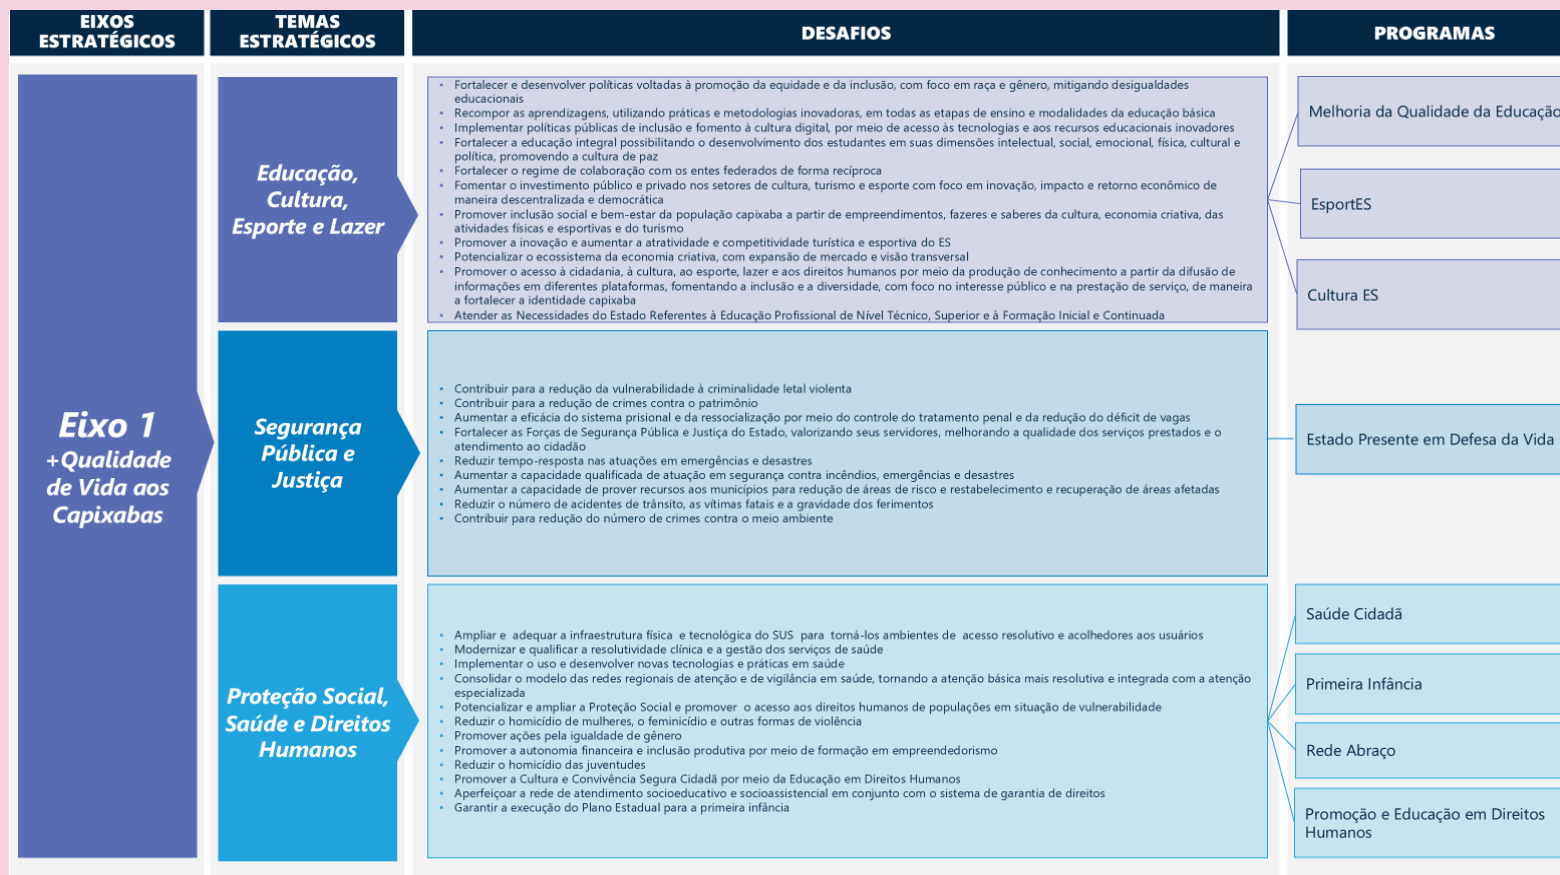 EIXOS
ESTRATÉGICOS
TEMAS
ESTRATÉGICOS
DESAFIOS
PROGRAMAS
Eixo 1
+Qualidade
de Vida aos
Capixabas
Educação,
Cultura,
Esporte e Lazer
• Fortalecer e desenvolver políticas voltadas à promoção da equidade e da inclusão, com foco em raça e gênero, mitigando desigualdades
educacionais
• Recompor as aprendizagens, utilizando práticas e metodologias inovadoras, em todas as etapas de ensino e modalidades da educação básica
• Implementar políticas públicas de inclusão e fomento à cultura digital, por meio de acesso às tecnologias e aos recursos educacionais inovadores
• Fortalecer a educação integral possibilitando o desenvolvimento dos estudantes em suas dimensões intelectual, social, emocional, física, cultural e
política, promovendo a cultura de paz
• Fortalecer o regime de colaboração com os entes federados de forma recíproca
• Fomentar o investimento público e privado nos setores de cultura, turismo e esporte com foco em inovação, impacto e retorno econômico de
maneira descentralizada e democrática
• Promover inclusão social e bem-estar da população capixaba a partir de empreendimentos, fazeres e saberes da cultura, economia criativa, das
atividades físicas e esportivas e do turismo
• Promover a inovação e aumentar a atratividade e competitividade turística e esportiva do ES
• Potencializar o ecossistema da economia criativa, com expansão de mercado e visão transversal
• Promover o acesso à cidadania, à cultura, ao esporte, lazer e aos direitos humanos por meio da produção de conhecimento a partir da difusão de
informações em diferentes plataformas, fomentando a inclusão e a diversidade, com foco no interesse público e na prestação de serviço, de maneira
a fortalecer a identidade capixaba
• Atender as Necessidades do Estado Referentes à Educação Profissional de Nível Técnico, Superior e à Formação Inicial e Continuada
Melhoria da Qualidade da Educação
EsportES
Cultura ES
Segurança
Pública e
Justiça
• Contribuir para a redução da vulnerabilidade à criminalidade letal violenta
• Contribuir para a redução de crimes contra o patrimônio
• Aumentar a eficácia do sistema prisional e da ressocialização por meio do controle do tratamento penal e da redução do déficit de vagas
• Fortalecer as Forças de Segurança Pública e Justiça do Estado, valorizando seus servidores, melhorando a qualidade dos serviços prestados e o
atendimento ao cidadão
• Reduzir tempo-resposta nas atuações em emergências e desastres
• Aumentar a capacidade qualificada de atuação em segurança contra incêndios, emergências e desastres
• Aumentar a capacidade de prover recursos aos municípios para redução de áreas de risco e restabelecimento e recuperação de áreas afetadas
• Reduzir o número de acidentes de trânsito, as vítimas fatais e a gravidade dos ferimentos
• Contribuir para redução do número de crimes contra o meio ambiente
Estado Presente em Defesa da Vida
Proteção Social,
Saúde e Direitos
Humanos
• Ampliar e adequar a infraestrutura física e tecnológica do SUS para torná-los ambientes de acesso resolutivo e acolhedores aos usuários
• Modernizar e qualificar a resolutividade clínica e a gestão dos serviços de saúde
• Implementar o uso e desenvolver novas tecnologias e práticas em saúde
• Consolidar o modelo das redes regionais de atenção e de vigilância em saúde, tornando a atenção básica mais resolutiva e integrada com a atenção
especializada
• Potencializar e ampliar a Proteção Social e promover o acesso aos direitos humanos de populações em situação de vulnerabilidade
• Reduzir o homicídio de mulheres, o feminicídio e outras formas de violência
• Promover ações pela igualdade de gênero
• Promover a autonomia financeira e inclusão produtiva por meio de formação em empreendedorismo
• Reduzir o homicídio das juventudes
• Promover a Cultura e Convivência Segura Cidadã por meio da Educação em Direitos Humanos
• Aperfeiçoar a rede de atendimento socioeducativo e socioassistencial em conjunto com o sistema de garantia de direitos
• Garantir a execução do Plano Estadual para a primeira infância
Saúde Cidadã
Primeira Infância
Rede Abraço
Promoção e Educação em Direitos
Humanos